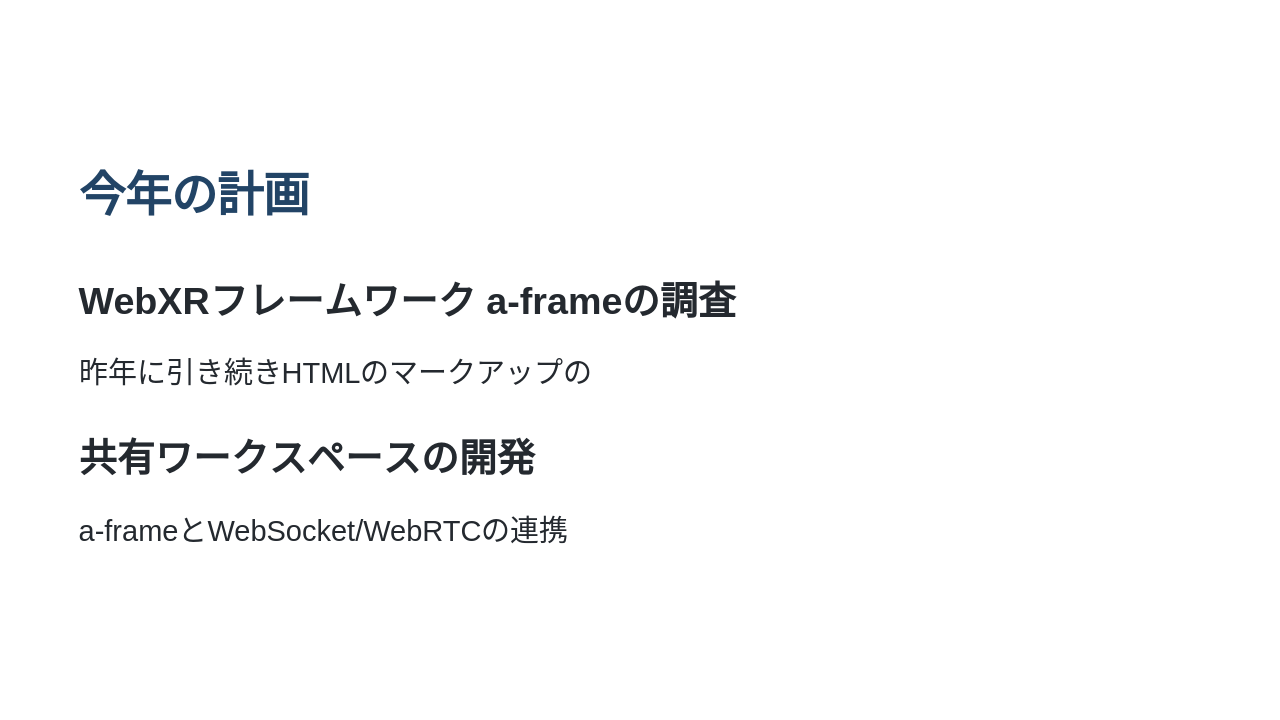 今年の計画
WebXRフレームワーク a-frameの調査
昨年に引き続きHTMLのマークアップの
共有ワークスペースの開発
a-frameとWebSocket/WebRTCの連携